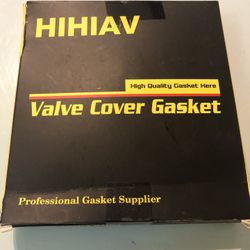 HIHIAV
High Quality Gasket Here
Valve Cover Gasket
Professional Gasket Supplier